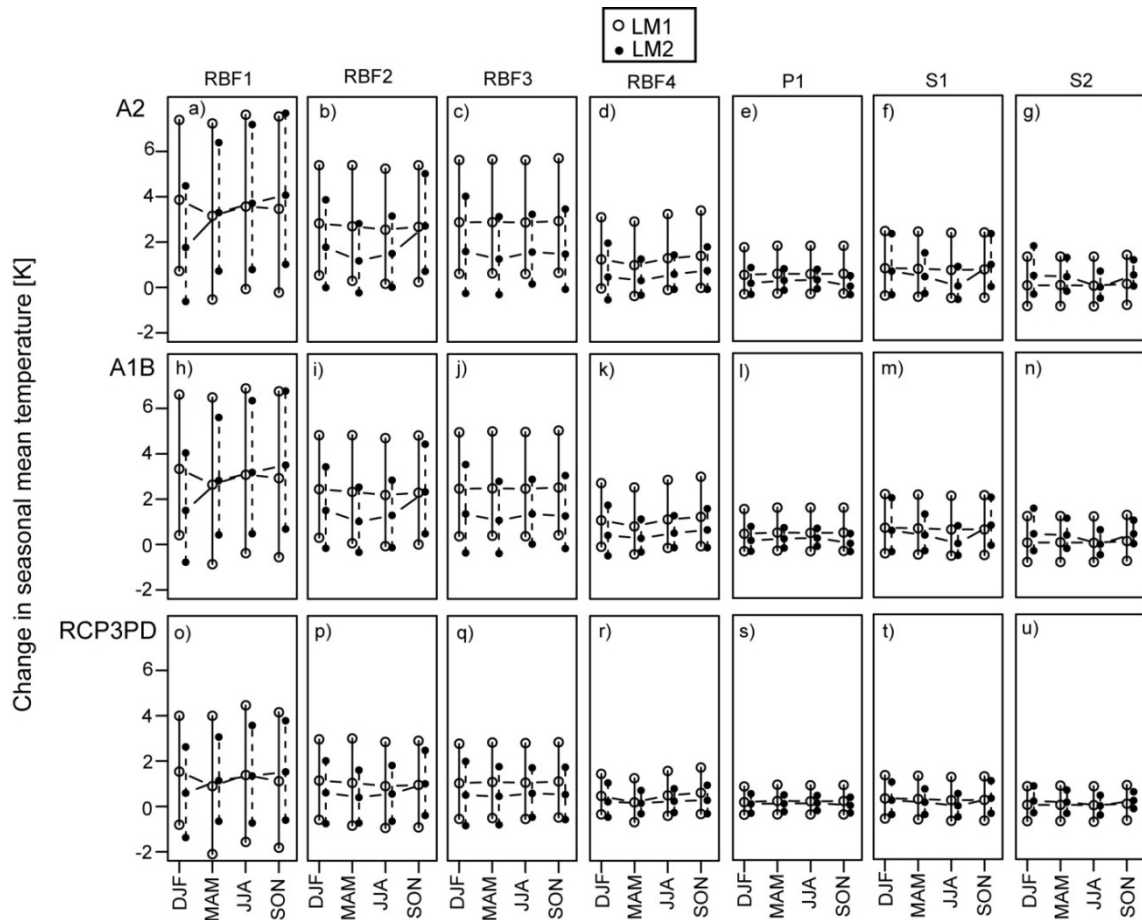 LM1
LM2
RBF1 RBF2 RBF3 RBF4 P1 S1 S2
A2
a) b) c) d) e) f) g)
6
4
2
0
-2
A1B
h) i) j) k) l) m) n)
6
4
2
0
-2
RCP3PD
o) p) q) r) s) t) u)
6
4
2
0
-2
Change in seasonal mean temperature [K]
DJF MAM JJA SON DJF MAM JJA SON DJF MAM JJA SON DJF MAM JJA SON DJF MAM JJA SON DJF MAM JJA SON DJF MAM JJA SON